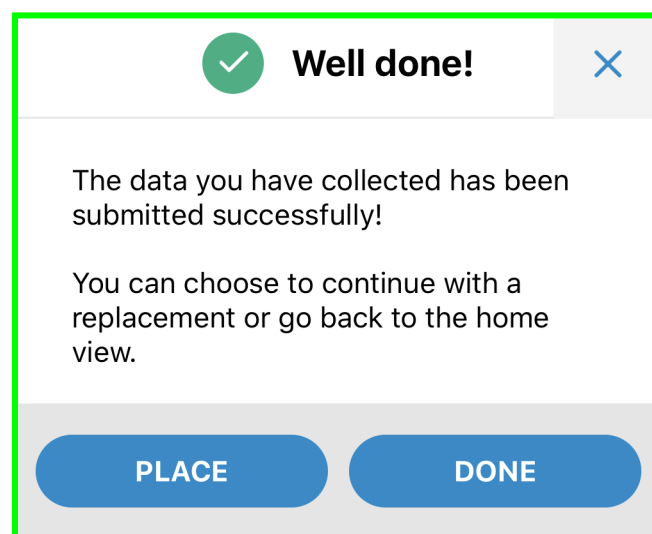 Well done!
The data you have collected has been
submitted successfully!
You can choose to continue with a
replacement or go back to the home
view.
PLACE
DONE